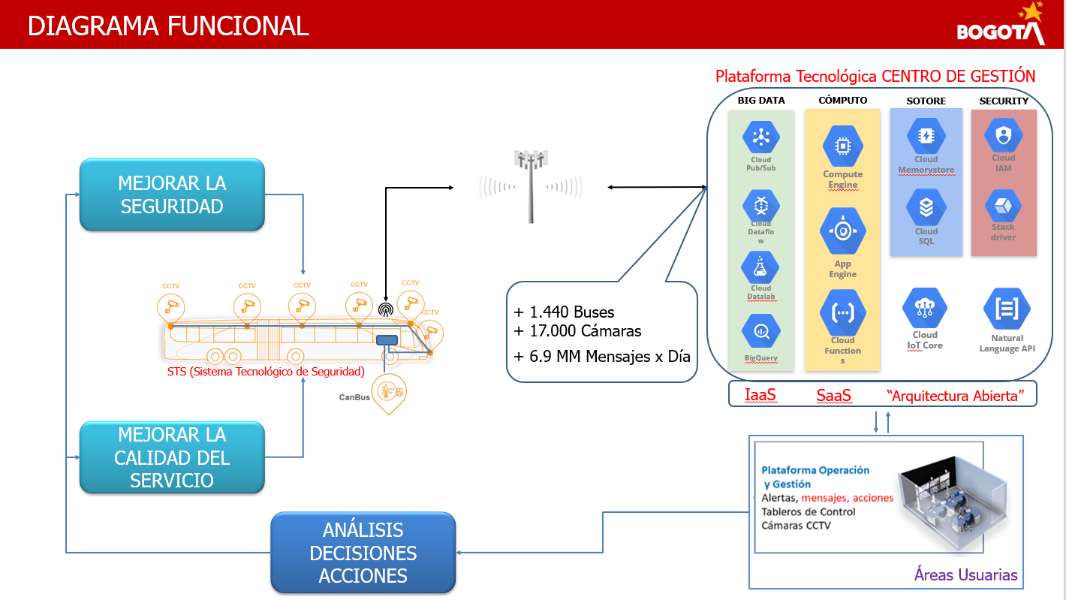 DIAGRAMA FUNCIONAL
BOGOTÁ
Plataforma Tecnológica CENTRO DE GESTIÓN
BIG DATA
CÓMPUTO
SOTORE
SECURITY
Cloud
Pub/Sub
Compute
Engine
Cloud
Memorystore
Cloud
IAM
Cloud
Dataflo
w
App
Engine
Cloud
SQL
Stack
driver
Cloud
Datalab
BigQuery
Cloud
Function
s
Cloud
IoT Core
Natural
Language API
IaaS
SaaS
“Arquitectura Abierta”
MEJORAR LA
SEGURIDAD
CCTV
CCTV
CCTV
CCTV
CCTV
CCTV
STS (Sistema Tecnológico de Seguridad)
CanBus
+ 1.440 Buses
+ 17.000 Cámaras
+ 6.9 MM Mensajes x Día
MEJORAR LA
CALIDAD DEL
SERVICIO
ANÁLISIS
DECISIONES
ACCIONES
Plataforma Operación
y Gestión
Alertas, mensajes, acciones
Tableros de Control
Cámaras CCTV
Áreas Usuarias